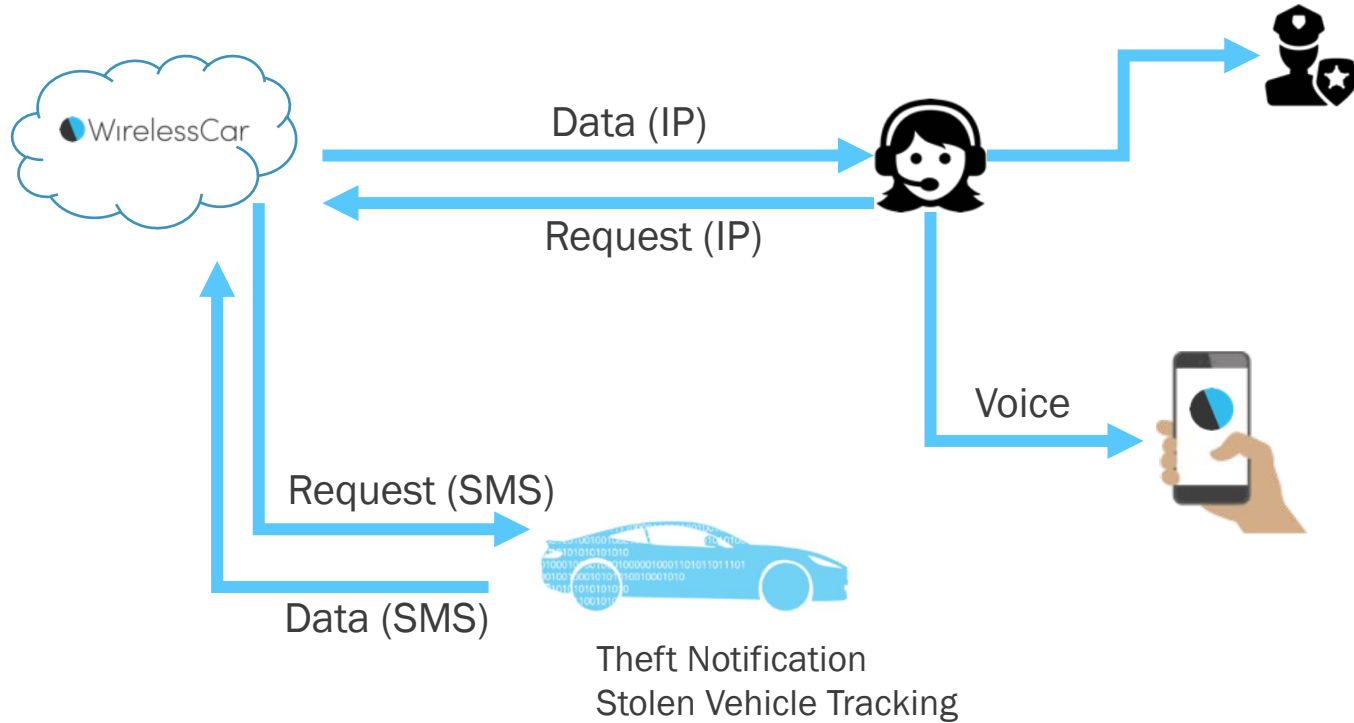 WirelessCar
Data (IP)
Request (IP)
Voice
Request (SMS)
Data (SMS)
Theft Notification
Stolen Vehicle Tracking